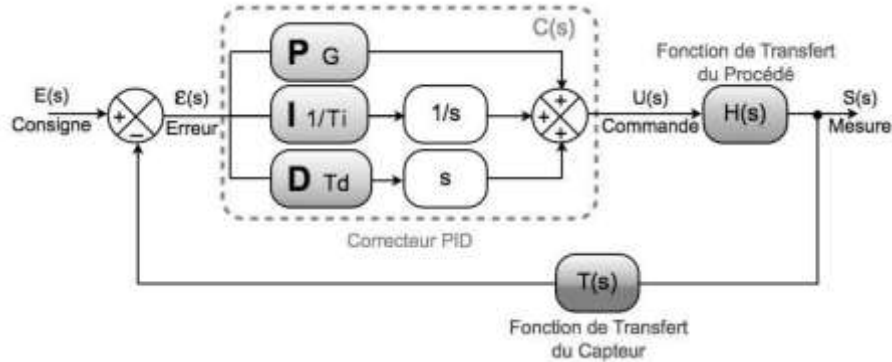 C(s)
P G
Fonction de Transfert
du Procédé
E(s)
Consigne
+
−
ε(s)
Erreur
I 1/Ti
1/s
+
+
+
U(s)
Commande
H(s)
S(s)
Mesure
D Td
s
Correcteur PID
T(s)
Fonction de Transfert
du Capteur